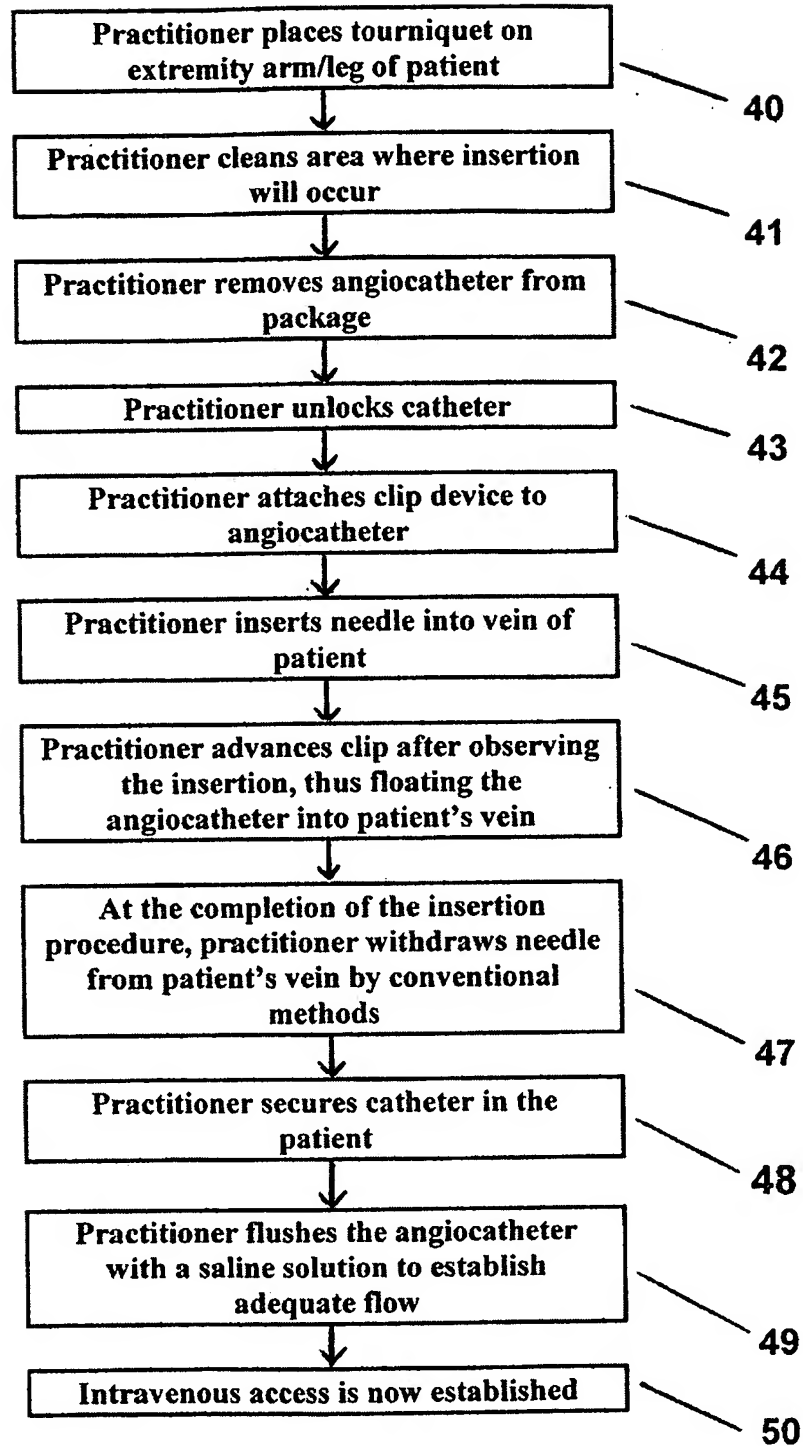 Practitioner places tourniquet on
extremity arm/leg of patient
40
Practitioner cleans area where insertion
will occur
41
Practitioner removes angiocatheter from
package
42
Practitioner unlocks catheter
43
Practitioner attaches clip device to
angiocatheter
44
Practitioner inserts needle into vein of
patient
45
Practitioner advances clip after observing
the insertion, thus floating the
angiocatheter into patient's vein
46
At the completion of the insertion
procedure, practitioner withdraws needle
from patient's vein by conventional
methods
47
Practitioner secures catheter in the
patient
48
Practitioner flushes the angiocatheter
with a saline solution to establish
adequate flow
49
Intravenous access is now established
50